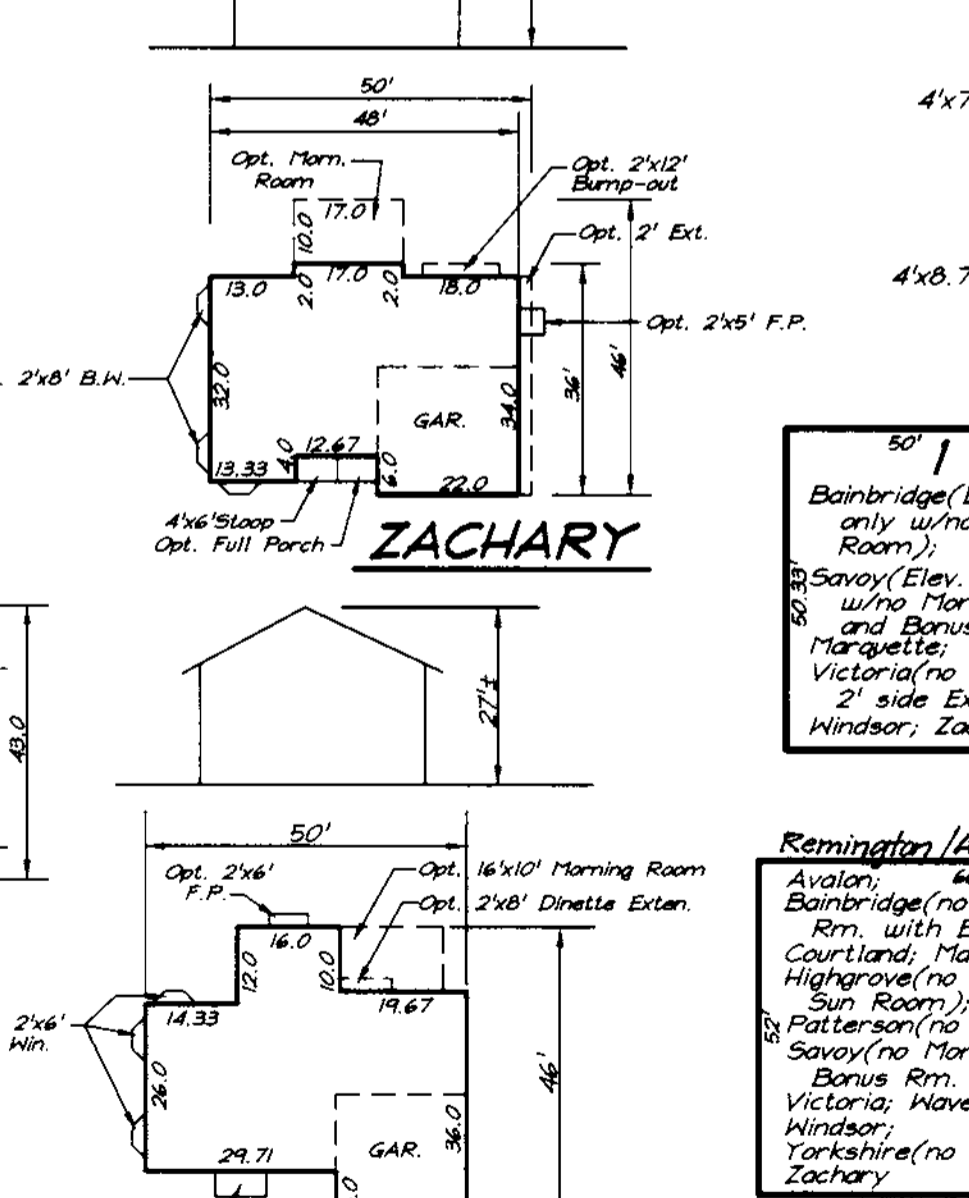 50'
48'
4'x7
Opt. Morn.
Room
Opt. 2'x12'
Bump-out
17.0
10.0
Opt. 2' Ext.
4'x8.7
13.0
2.0
17.0
2.0
18.0
Opt. 2'x5' F.P.
2'x8' B.W.
32.0
36'
46'
GAR.
34.0
13.33
4.0
12.67
6.0
22.0
4'x6' Stoop
Opt. Full Porch
ZACHARY
50'
Bainbridge(
only w/no
Room);
50.33'
Savoy(Elev.
w/no Mor
and Bonus
Marquette;
Victoria(no
2' side Ex
Windsor; Za
43.0
27'±
50'
Opt. 2'x6'
F.P.
Opt. 16'x10' Morning Room
Opt. 2'x8' Dinette Exten.
16.0
12.0
10.0
14.33
19.67
2'x6'
Win.
26.0
46'
29.71
GAR.
36.0
Remington/A
Avalon;
Bainbridge(no
Rm. with E
Courtland; Ma
Highgrove(no
Sun Room);
52'
Patterson(no
Savoy(no Mor
Bonus Rm.
Victoria; Wave
Windsor;
Yorkshire(no
Zachary